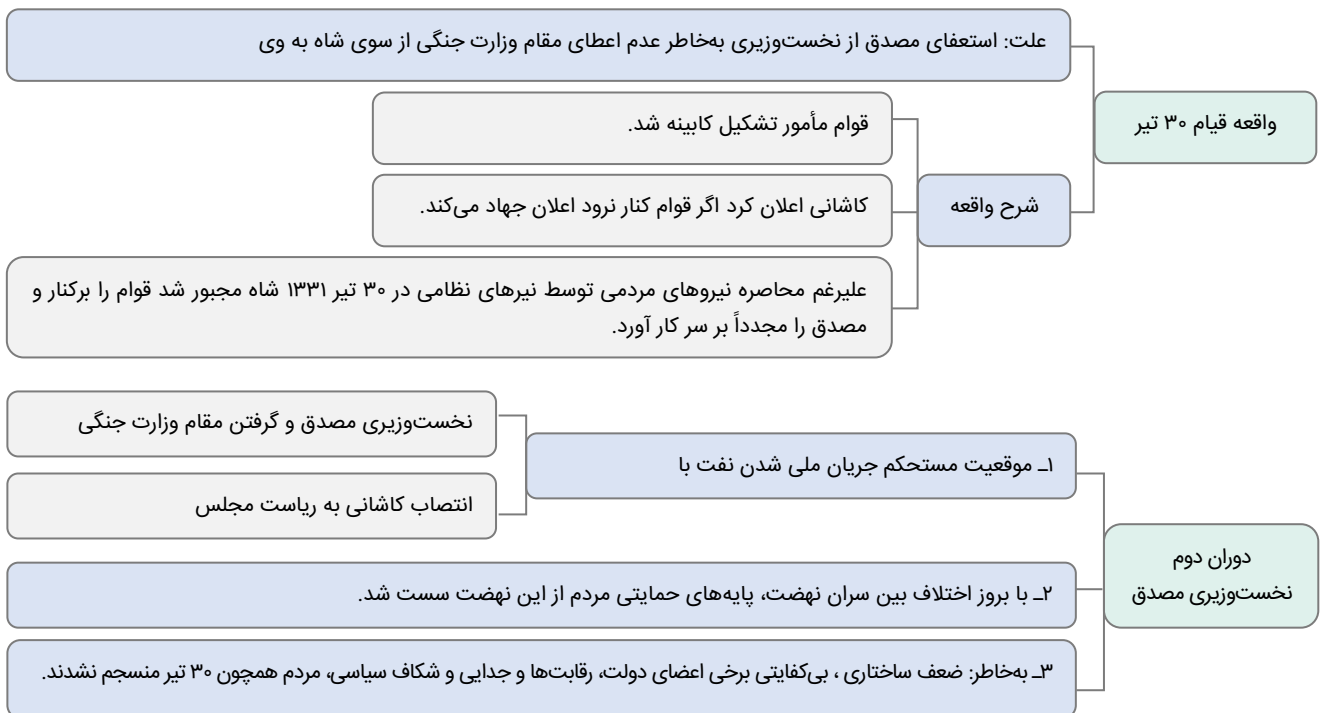 واقعه قیام ۳۰ تیر
علت: استعفای مصدق از نخست‌وزیری به‌خاطر عدم اعطای مقام وزارت جنگی از سوی شاه به وی
شرح واقعه
قوام مأمور تشکیل کابینه شد.
کاشانی اعلان کرد اگر قوام کنار نرود اعلان جهاد می‌کند.
علیرغم محاصره نیروهای مردمی توسط نیرهای نظامی در ۳۰ تیر ۱۳۳۱ شاه مجبور شد قوام را برکنار و
مصدق را مجدداً بر سر کار آورد.
دوران دوم
نخست‌وزیری مصدق
۱ـ موقعیت مستحکم جریان ملی شدن نفت با
نخست‌وزیری مصدق و گرفتن مقام وزارت جنگی
انتصاب کاشانی به ریاست مجلس
۲ـ با بروز اختلاف بین سران نهضت، پایه‌های حمایتی مردم از این نهضت سست شد.
۳ـ به‌خاطر: ضعف ساختاری ، بی‌کفایتی برخی اعضای دولت، رقابت‌ها و جدایی و شکاف سیاسی، مردم همچون ۳۰ تیر منسجم نشدند.